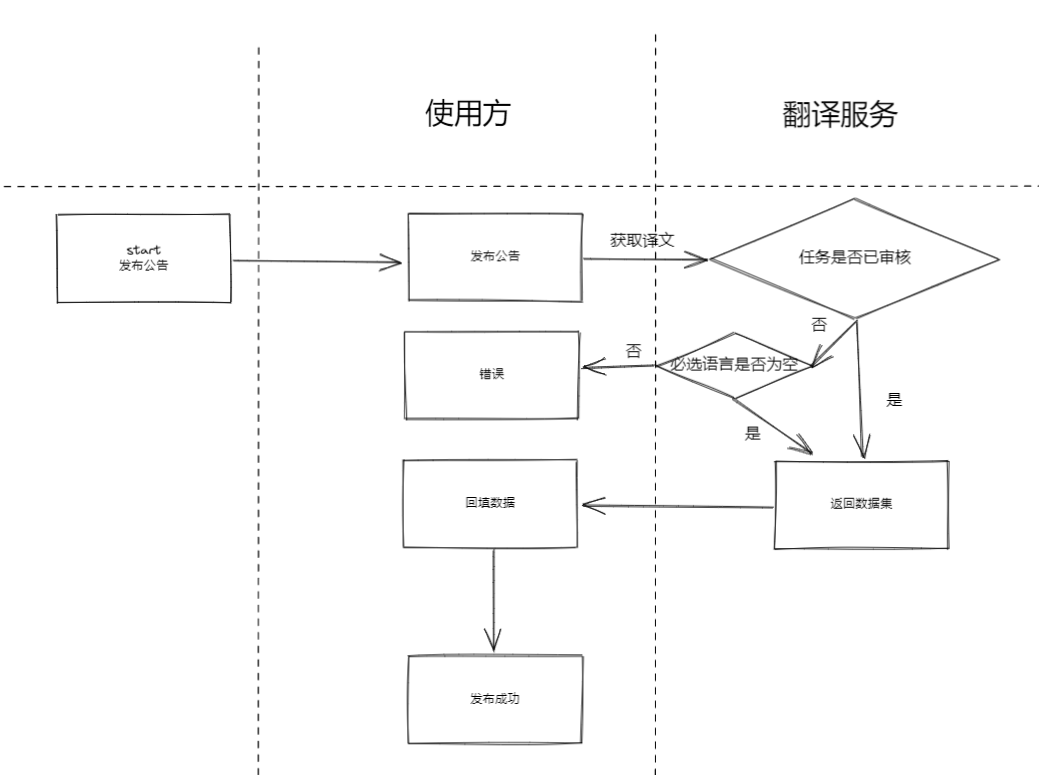 使用方
翻译服务
start
发布公告
发布公告
获取译文
任务是否已审核
否
错误
否
必选语言是否为空
是
是
回填数据
返回数据集
发布成功